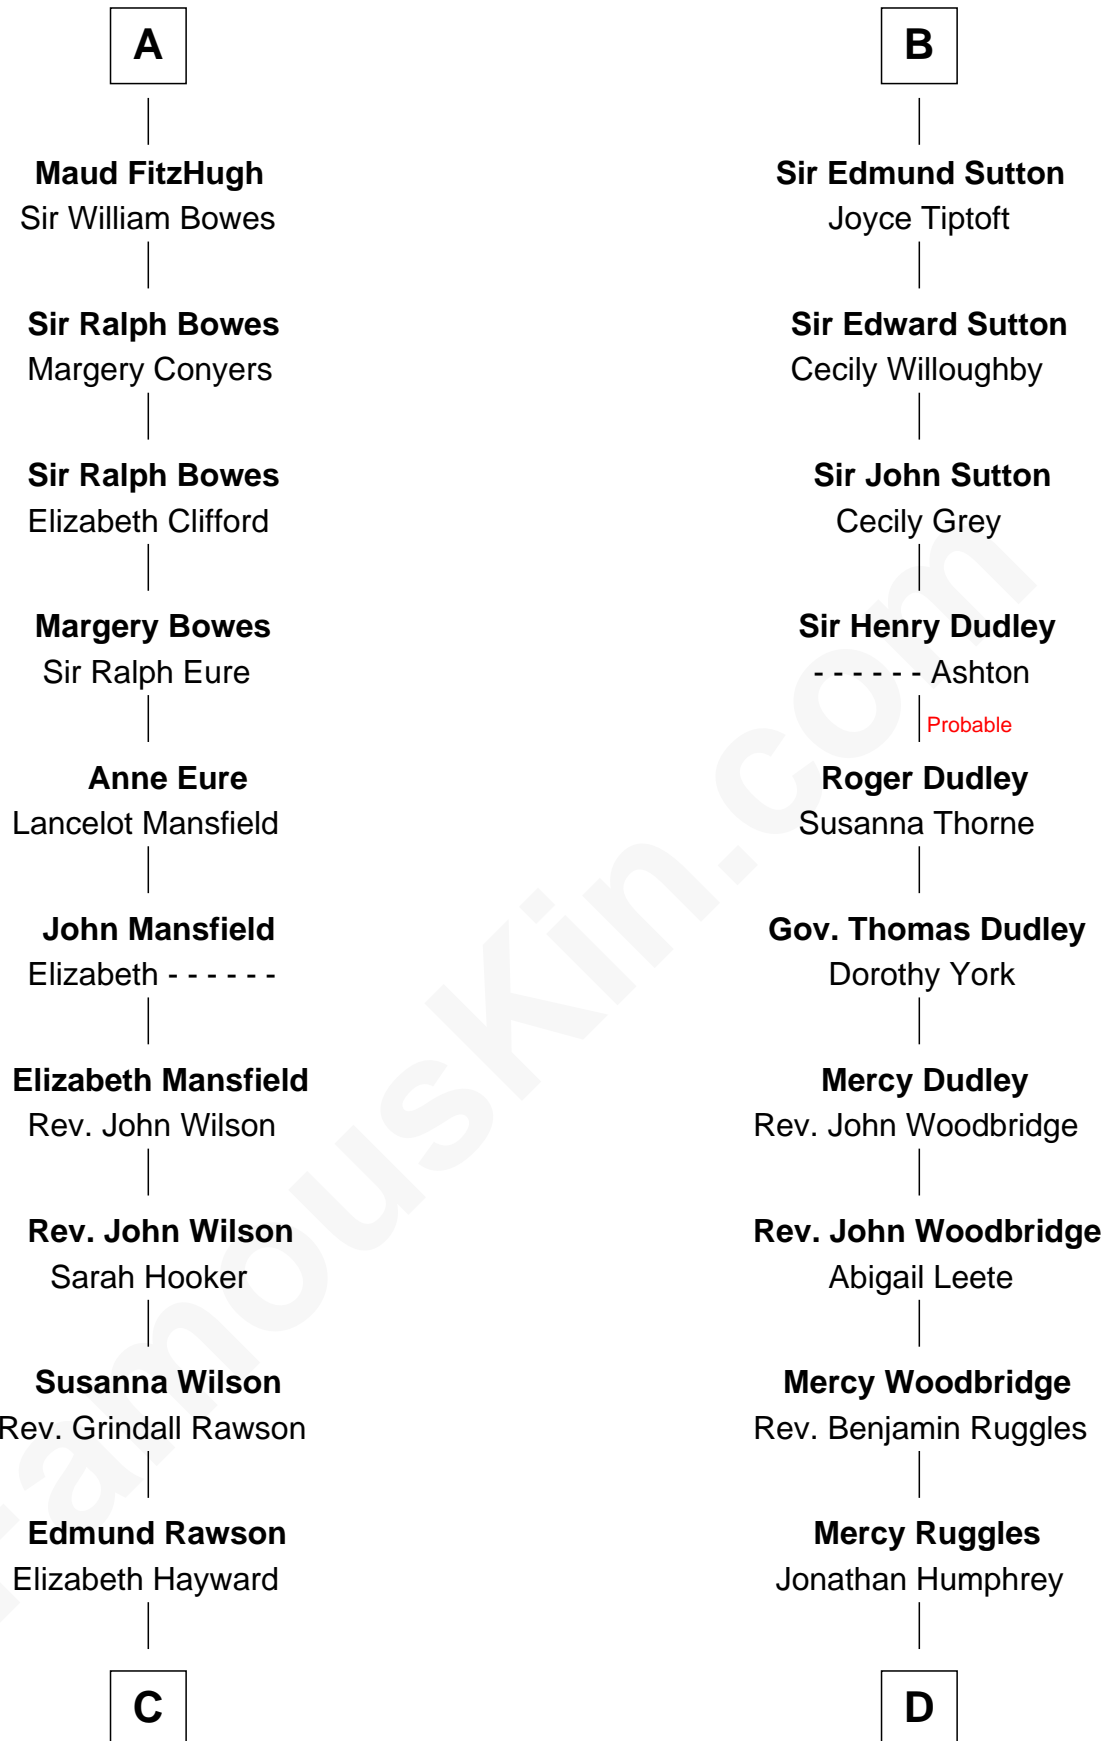 A
Maud FitzHugh
Sir William Bowes
Sir Ralph Bowes
Margery Conyers
Sir Ralph Bowes
Elizabeth Clifford
Margery Bowes
Sir Ralph Eure
Anne Eure
Lancelot Mansfield
John Mansfield
Elizabeth - - - - - -
Elizabeth Mansfield
Rev. John Wilson
Rev. John Wilson
Sarah Hooker
Susanna Wilson
Rev. Grindall Rawson
Edmund Rawson
Elizabeth Hayward
C
B
Sir Edmund Sutton
Joyce Tiptoft
Sir Edward Sutton
Cecily Willoughby
Sir John Sutton
Cecily Grey
Sir Henry Dudley
- - - - - - Ashton
Probable
Roger Dudley
Susanna Thorne
Gov. Thomas Dudley
Dorothy York
Mercy Dudley
Rev. John Woodbridge
Rev. John Woodbridge
Abigail Leete
Mercy Woodbridge
Rev. Benjamin Ruggles
Mercy Ruggles
Jonathan Humphrey
D
FamousKin.com